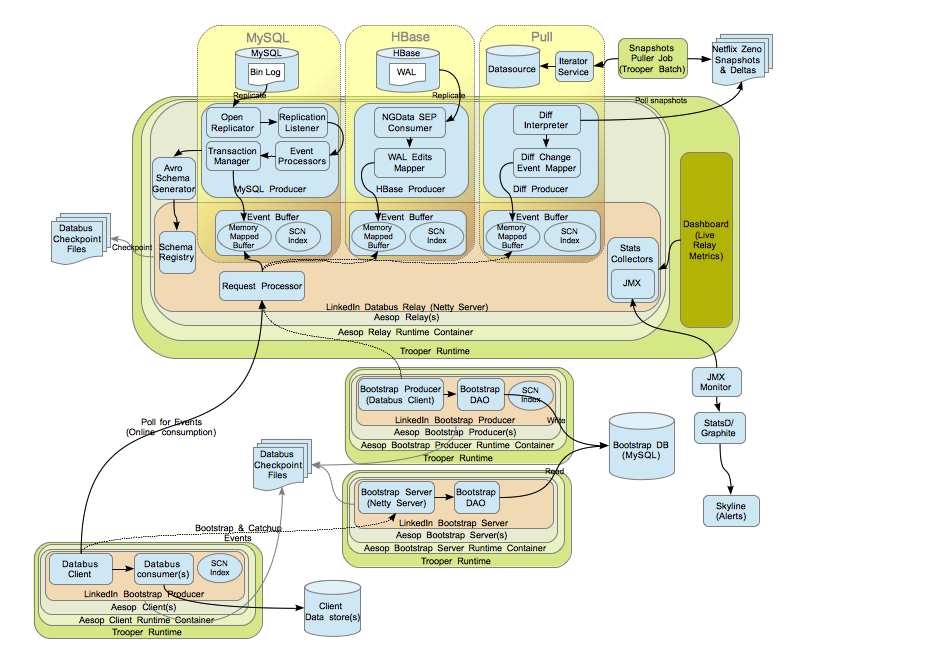 MySQL
HBase
Pull
MySQL
Bin Log
HBase
WAL
Datasource
Iterator
Service
Snapshots
Puller Job
(Trooper Batch)
Netflix Zeno
Snapshots
& Deltas
Replicate
Replicate
Poll snapshots
Open
Replicator
Replication
Listener
Transaction
Manager
Event
Processors
MySQL Producer
NGData SEP
Consumer
WAL Edits
Mapper
HBase Producer
Diff
Interpreter
Diff Change
Event Mapper
Diff Producer
Avro
Schema
Generator
Schema
Registry
Databus
Checkpoint
Files
Checkpoint
Event Buffer
Memory
Mapped
Buffer
SCN
Index
Event Buffer
Memory
Mapped
Buffer
SCN
Index
Event Buffer
Memory
Mapped
Buffer
SCN
Index
Request Processor
Stats
Collectors
JMX
Dashboard
(Live
Relay
Metrics)
LinkedIn Databus Relay (Netty Server)
Aesop Relay(s)
Aesop Relay Runtime Container
Trooper Runtime
JMX
Monitor
StatsD/
Graphite
Skyline
(Alerts)
Bootstrap Producer
(Databus Client)
Bootstrap
DAO
SCN
Index
LinkedIn Bootstrap Producer
Aesop Bootstrap Producer(s)
Aesop Bootstrap Producer Runtime Container
Trooper Runtime
Write
Bootstrap DB
(MySQL)
Read
Poll for Events
(Online consumption)
Databus
Checkpoint
Files
Bootstrap Server
(Netty Server)
Bootstrap
DAO
LinkedIn Bootstrap Server
Aesop Bootstrap Server(s)
Aesop Bootstrap Server Runtime Container
Trooper Runtime
Bootstrap & Catchup
Events
Databus
Client
Databus
consumer(s)
SCN
Index
LinkedIn Bootstrap Producer
Aesop Client(s)
Aesop Client Runtime Container
Trooper Runtime
Client
Data store(s)